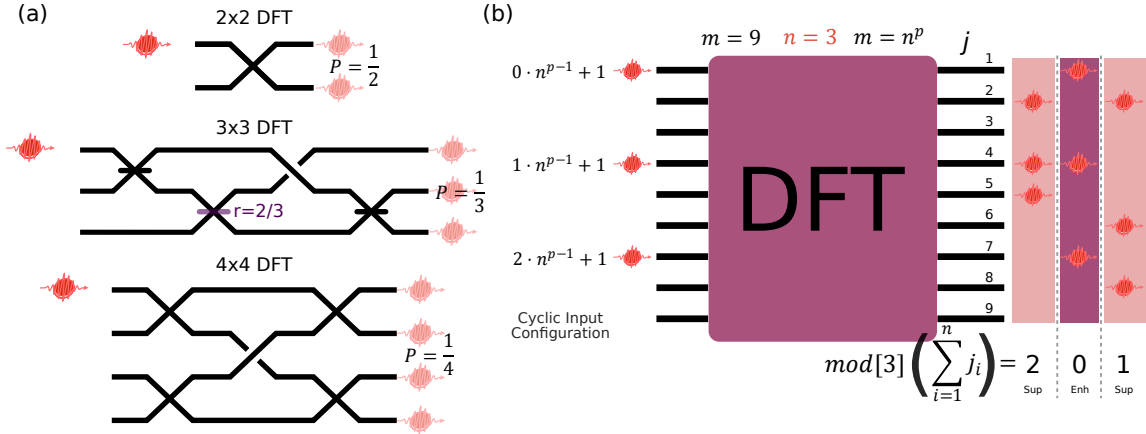 (a)
2x2 DFT
P = 1/2
3x3 DFT
r=2/3
P = 1/3
4x4 DFT
P = 1/4
(b)
m = 9 n = 3 m = n^p j
0 · n^{p−1} + 1
1 · n^{p−1} + 1
2 · n^{p−1} + 1
Cyclic Input
Configuration
DFT
1
2
3
4
5
6
7
8
9
mod[3] ( ∑_{i=1}^{n} j_i ) = 2 0 1
Sup Enh Sup